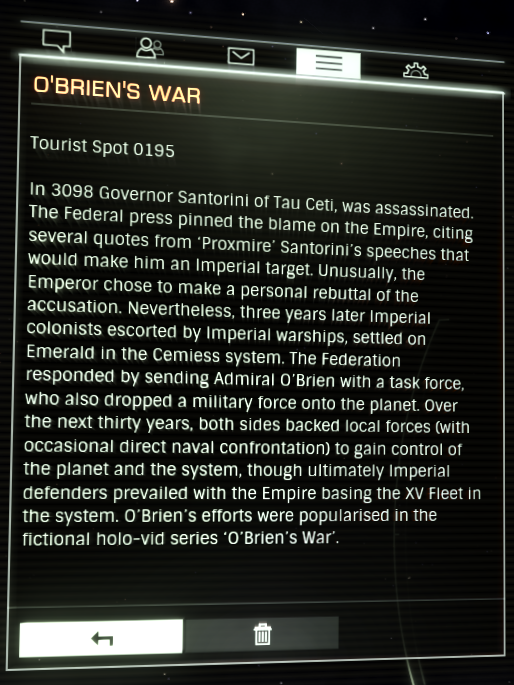 O'BRIEN'S WAR
Tourist Spot 0195
In 3098 Governor Santorini of Tau Ceti, was assassinated.
The Federal press pinned the blame on the Empire, citing
several quotes from 'Proxmire' Santorini's speeches that
would make him an Imperial target. Unusually, the
Emperor chose to make a personal rebuttal of the
accusation. Nevertheless, three years later Imperial
colonists escorted by Imperial warships, settled on
Emerald in the Cemiess system. The Federation
responded by sending Admiral O'Brien with a task force,
who also dropped a military force onto the planet. Over
the next thirty years, both sides backed local forces (with
occasional direct naval confrontation) to gain control of
the planet and the system, though ultimately Imperial
defenders prevailed with the Empire basing the XV Fleet in
the system. O'Brien's efforts were popularised in the
fictional holo-vid series 'O'Brien's War'.